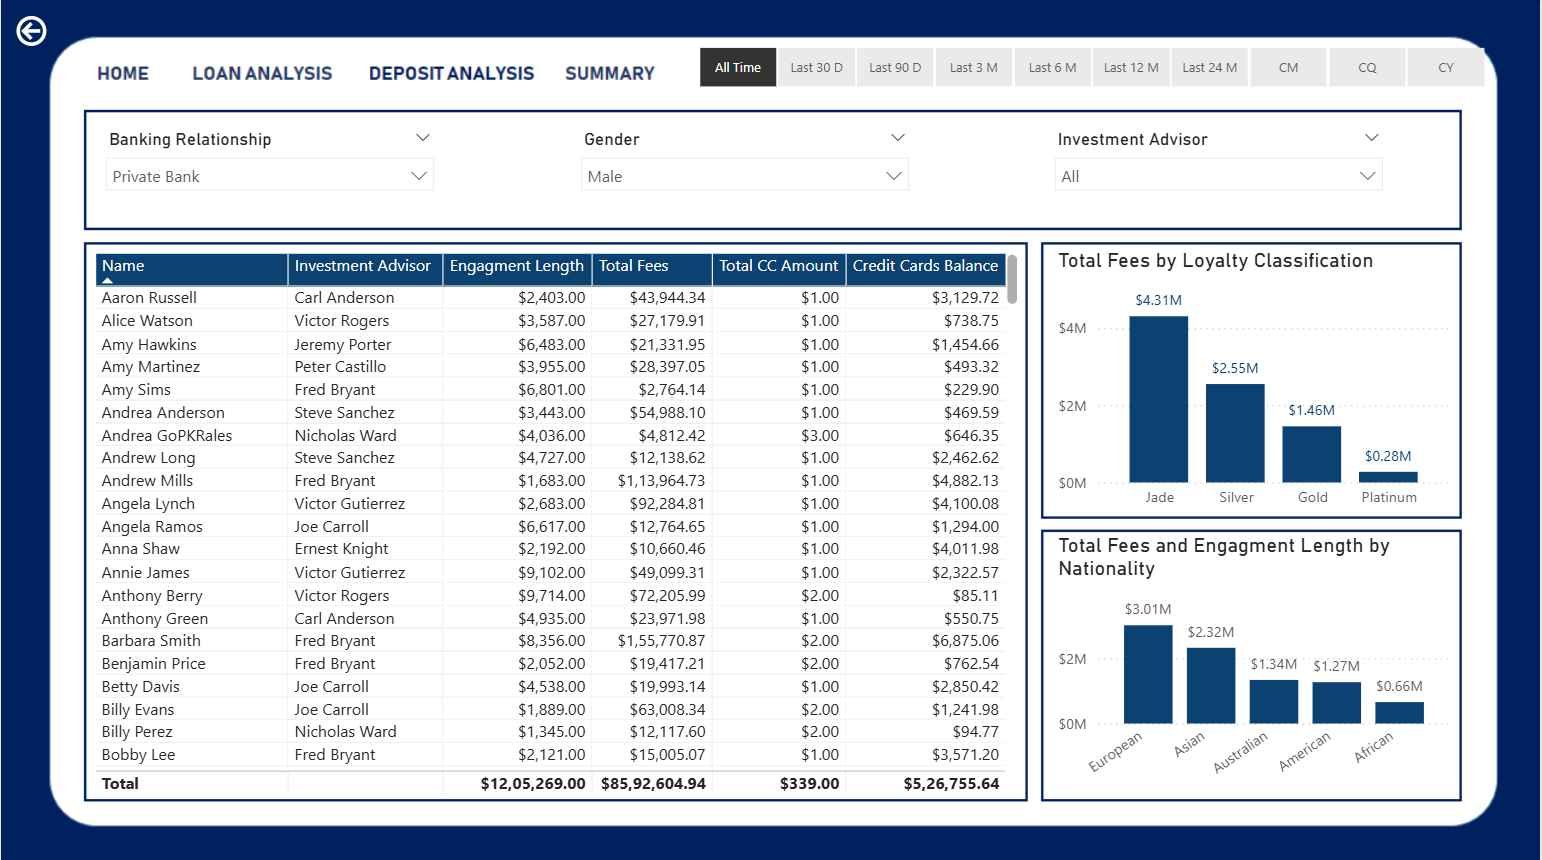 HOME LOAN ANALYSIS DEPOSIT ANALYSIS SUMMARY All Time Last 30 D Last 90 D Last 3 M Last 6 M Last 12 M Last 24 M CM CQ CY
Banking Relationship Gender Investment Advisor
Private Bank Male All
Name Investment Advisor Engagment Length Total Fees Total CC Amount Credit Cards Balance
Aaron Russell Carl Anderson $2,403.00 $43,944.34 $1.00 $3,129.72
Alice Watson Victor Rogers $3,587.00 $27,179.91 $1.00 $738.75
Amy Hawkins Jeremy Porter $6,483.00 $21,331.95 $1.00 $1,454.66
Amy Martinez Peter Castillo $3,955.00 $28,397.05 $1.00 $493.32
Amy Sims Fred Bryant $6,801.00 $2,764.14 $1.00 $229.90
Andrea Anderson Steve Sanchez $3,443.00 $54,988.10 $1.00 $469.59
Andrea GoPKRales Nicholas Ward $4,036.00 $4,812.42 $3.00 $646.35
Andrew Long Steve Sanchez $4,727.00 $12,138.62 $1.00 $2,462.62
Andrew Mills Fred Bryant $1,683.00 $1,13,964.73 $1.00 $4,882.13
Angela Lynch Victor Gutierrez $2,683.00 $92,284.81 $1.00 $4,100.08
Angela Ramos Joe Carroll $6,617.00 $12,764.65 $1.00 $1,294.00
Anna Shaw Ernest Knight $2,192.00 $10,660.46 $1.00 $4,011.98
Annie James Victor Gutierrez $9,102.00 $49,099.31 $1.00 $2,322.57
Anthony Berry Victor Rogers $9,714.00 $72,205.99 $2.00 $85.11
Anthony Green Carl Anderson $4,935.00 $23,971.98 $1.00 $550.75
Barbara Smith Fred Bryant $8,356.00 $1,55,770.87 $2.00 $6,875.06
Benjamin Price Fred Bryant $2,052.00 $19,417.21 $2.00 $762.54
Betty Davis Joe Carroll $4,538.00 $19,993.14 $1.00 $2,850.42
Billy Evans Joe Carroll $1,889.00 $63,008.34 $2.00 $1,241.98
Billy Perez Nicholas Ward $1,345.00 $12,117.60 $2.00 $94.77
Bobby Lee Fred Bryant $2,121.00 $15,005.07 $1.00 $3,571.20
Total $12,05,269.00 $85,92,604.94 $339.00 $5,26,755.64
Total Fees by Loyalty Classification
$4.31M
$4M
$2.55M
$2M
$1.46M
$0.28M
$0M
Jade Silver Gold Platinum
Total Fees and Engagment Length by
Nationality
$3.01M
$2.32M
$2M
$1.34M $1.27M
$0.66M
$0M
European Asian Australian American African